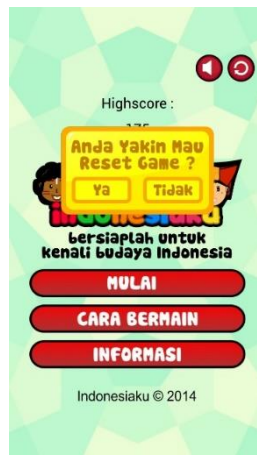 Highscore :
Anda Yakin Mau
Reset Game ?
Ya Tidak
indonesiaku
bersiaplah untuk
kenali budaya Indonesia
MULAI
CARA BERMAIN
INFORMASI
Indonesiaku © 2014